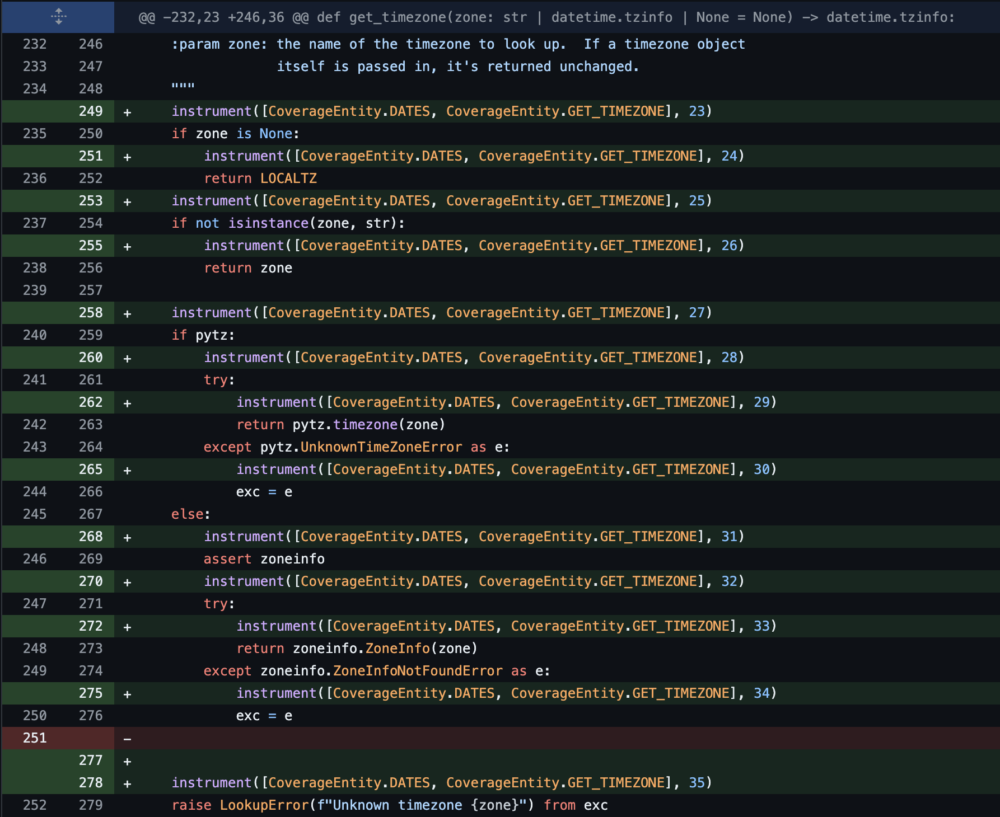 @@ -232,23 +246,36 @@ def get_timezone(zone: str | datetime.tzinfo | None = None) -> datetime.tzinfo:
232 246 :param zone: the name of the timezone to look up.  If a timezone object
233 247 itself is passed in, it's returned unchanged.
234 248 """
249 + instrument([CoverageEntity.DATES, CoverageEntity.GET_TIMEZONE], 23)
235 250 if zone is None:
251 + instrument([CoverageEntity.DATES, CoverageEntity.GET_TIMEZONE], 24)
236 252 return LOCALTZ
253 + instrument([CoverageEntity.DATES, CoverageEntity.GET_TIMEZONE], 25)
237 254 if not isinstance(zone, str):
255 + instrument([CoverageEntity.DATES, CoverageEntity.GET_TIMEZONE], 26)
238 256 return zone
239 257
258 + instrument([CoverageEntity.DATES, CoverageEntity.GET_TIMEZONE], 27)
240 259 if pytz:
260 + instrument([CoverageEntity.DATES, CoverageEntity.GET_TIMEZONE], 28)
241 261 try:
262 + instrument([CoverageEntity.DATES, CoverageEntity.GET_TIMEZONE], 29)
242 263 return pytz.timezone(zone)
243 264 except pytz.UnknownTimeZoneError as e:
265 + instrument([CoverageEntity.DATES, CoverageEntity.GET_TIMEZONE], 30)
244 266 exc = e
245 267 else:
268 + instrument([CoverageEntity.DATES, CoverageEntity.GET_TIMEZONE], 31)
246 269 assert zoneinfo
270 + instrument([CoverageEntity.DATES, CoverageEntity.GET_TIMEZONE], 32)
247 271 try:
272 + instrument([CoverageEntity.DATES, CoverageEntity.GET_TIMEZONE], 33)
248 273 return zoneinfo.ZoneInfo(zone)
249 274 except zoneinfo.ZoneInfoNotFoundError as e:
275 + instrument([CoverageEntity.DATES, CoverageEntity.GET_TIMEZONE], 34)
250 276 exc = e
251 -
277 +
278 + instrument([CoverageEntity.DATES, CoverageEntity.GET_TIMEZONE], 35)
252 279 raise LookupError(f"Unknown timezone {zone}") from exc